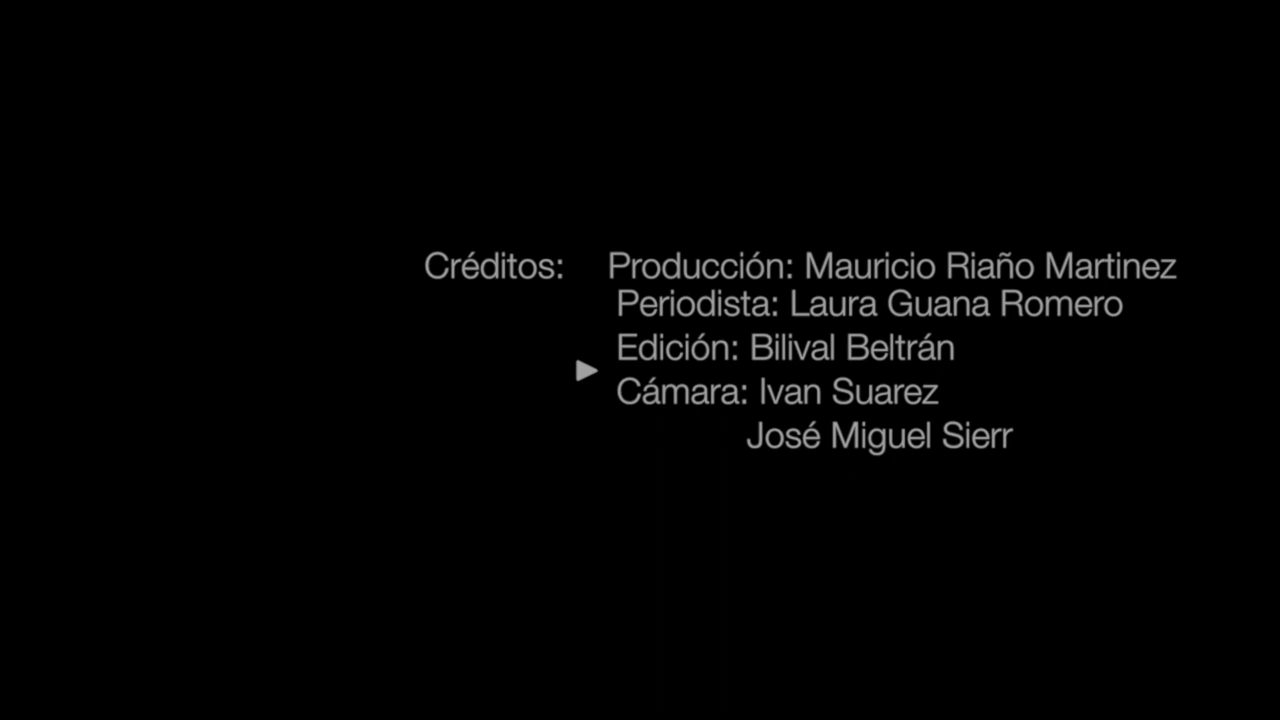 Créditos: Producción: Mauricio Riaño Martinez
Periodista: Laura Guana Romero
Edición: Bilival Beltrán
Cámara: Ivan Suarez
José Miguel Sierr